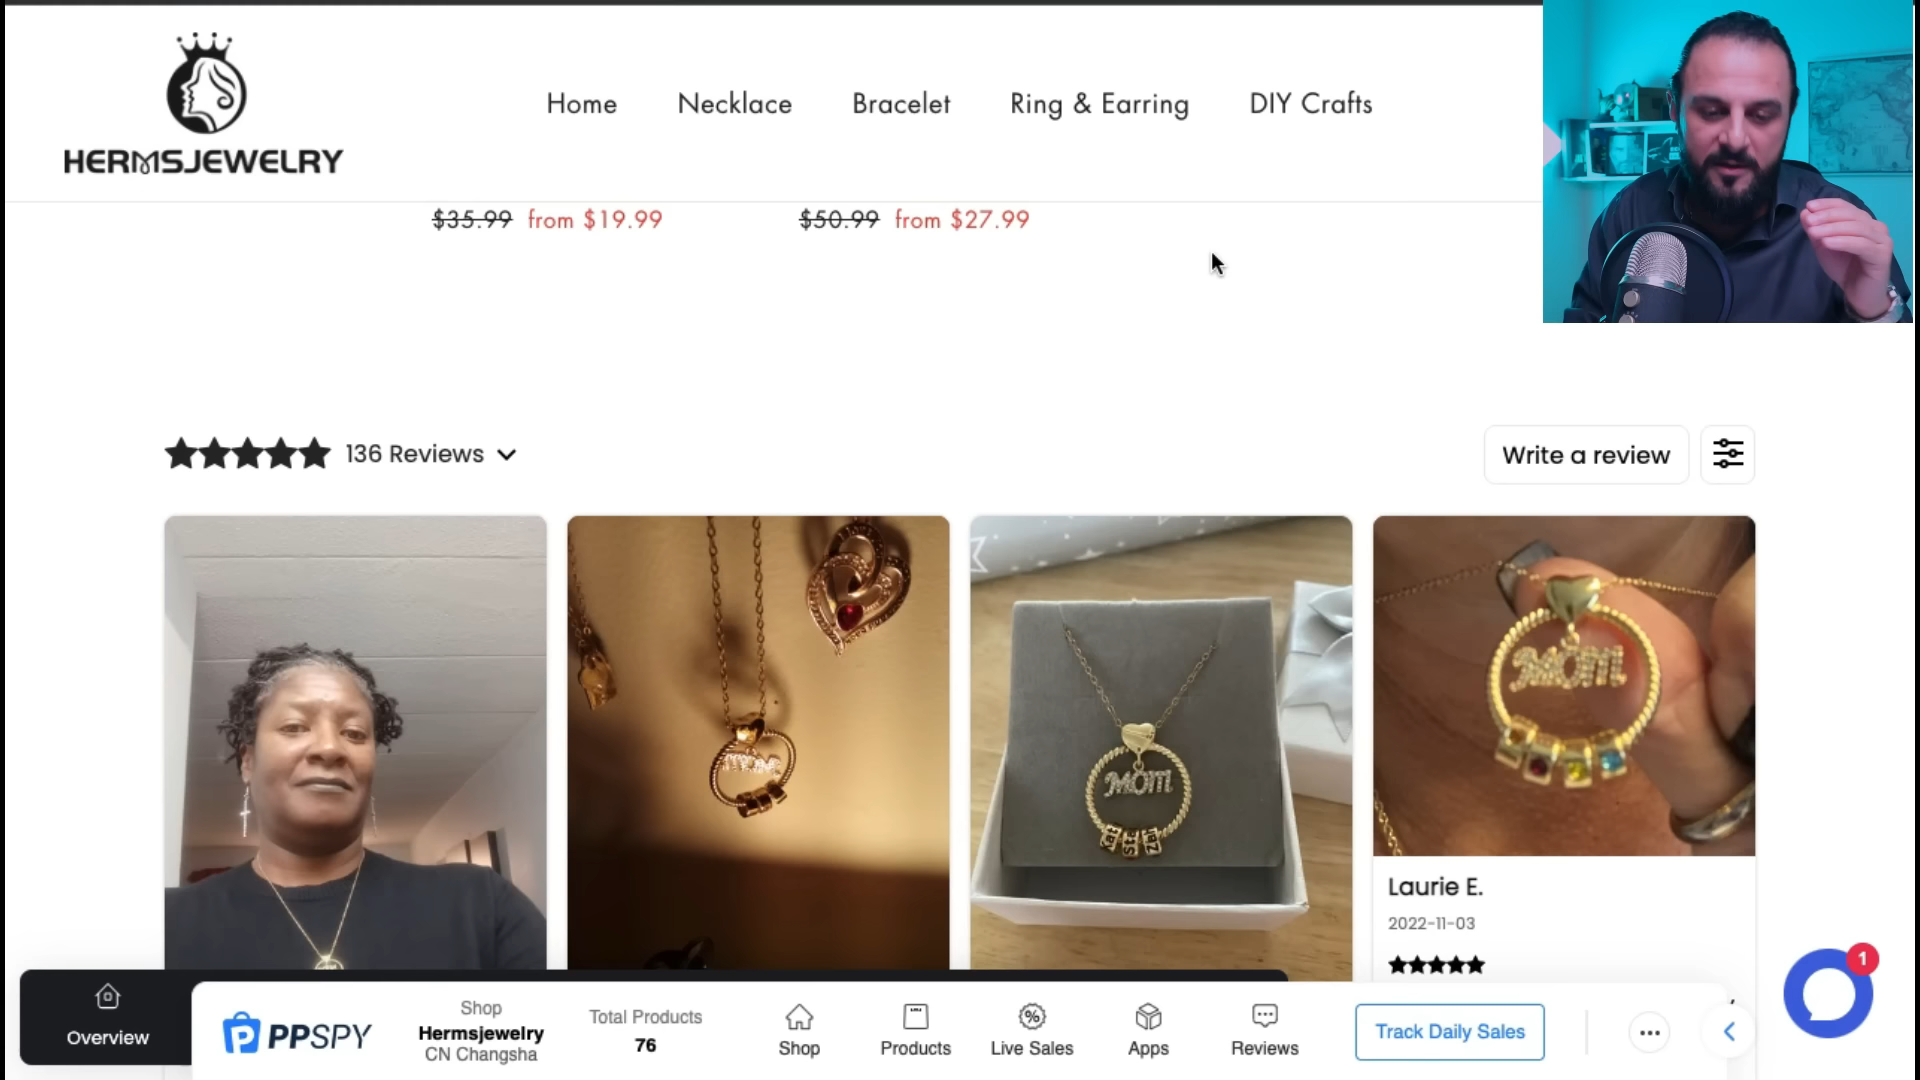 HERMSJEWELRY
Home Necklace Bracelet Ring & Earring DIY Crafts
$35.99 from $19.99 $50.99 from $27.99
136 Reviews
Write a review
MOM
MOM
Laurie E.
2022-11-03
1
Overview
PPSPY
Shop
Hermsjewelry
CN Changsha
Total Products
76
Shop
Products
Live Sales
Apps
Reviews
Track Daily Sales